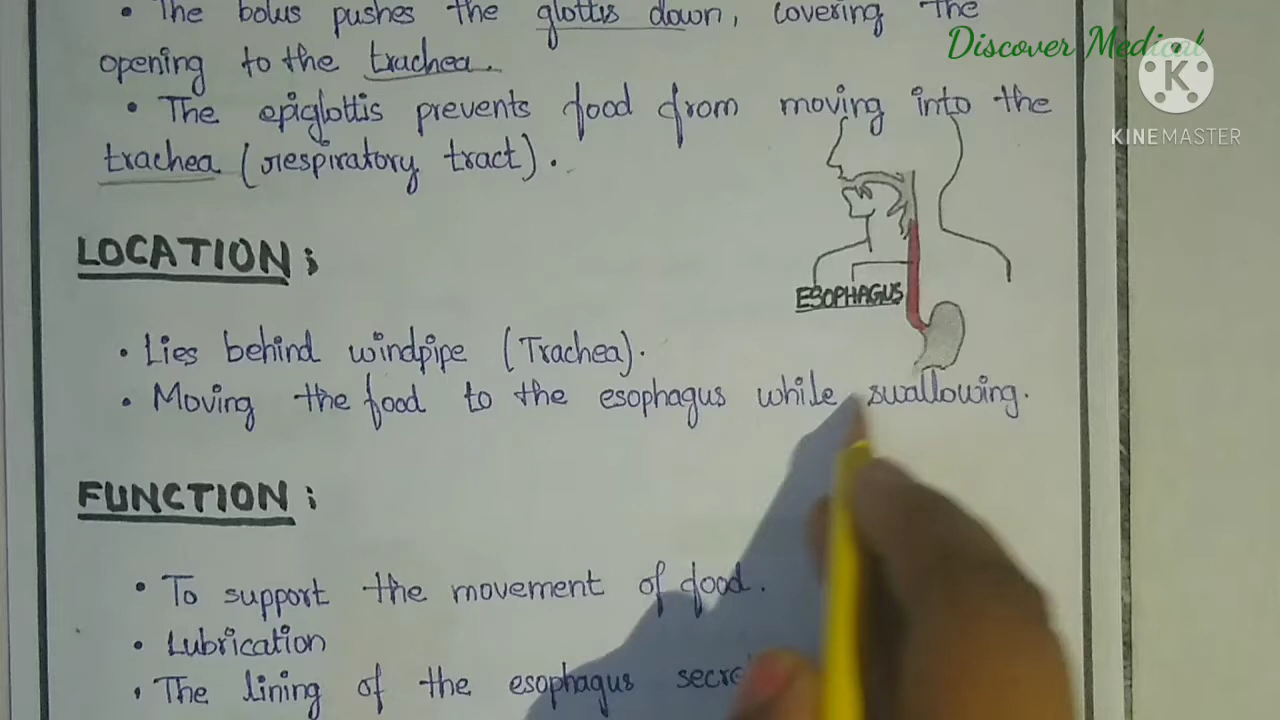 • The bolus pushes the glottis down, covering the
Discover Medical
opening to the trachea.
K
KINEMASTER
• The epiglottis prevents food from moving into the
trachea (respiratory tract).
LOCATION:
ESOPHAGUS
• Lies behind windpipe (Trachea).
• Moving the food to the esophagus while swallowing.
FUNCTION:
• To support the movement of food.
• Lubrication
• The lining of the esophagus